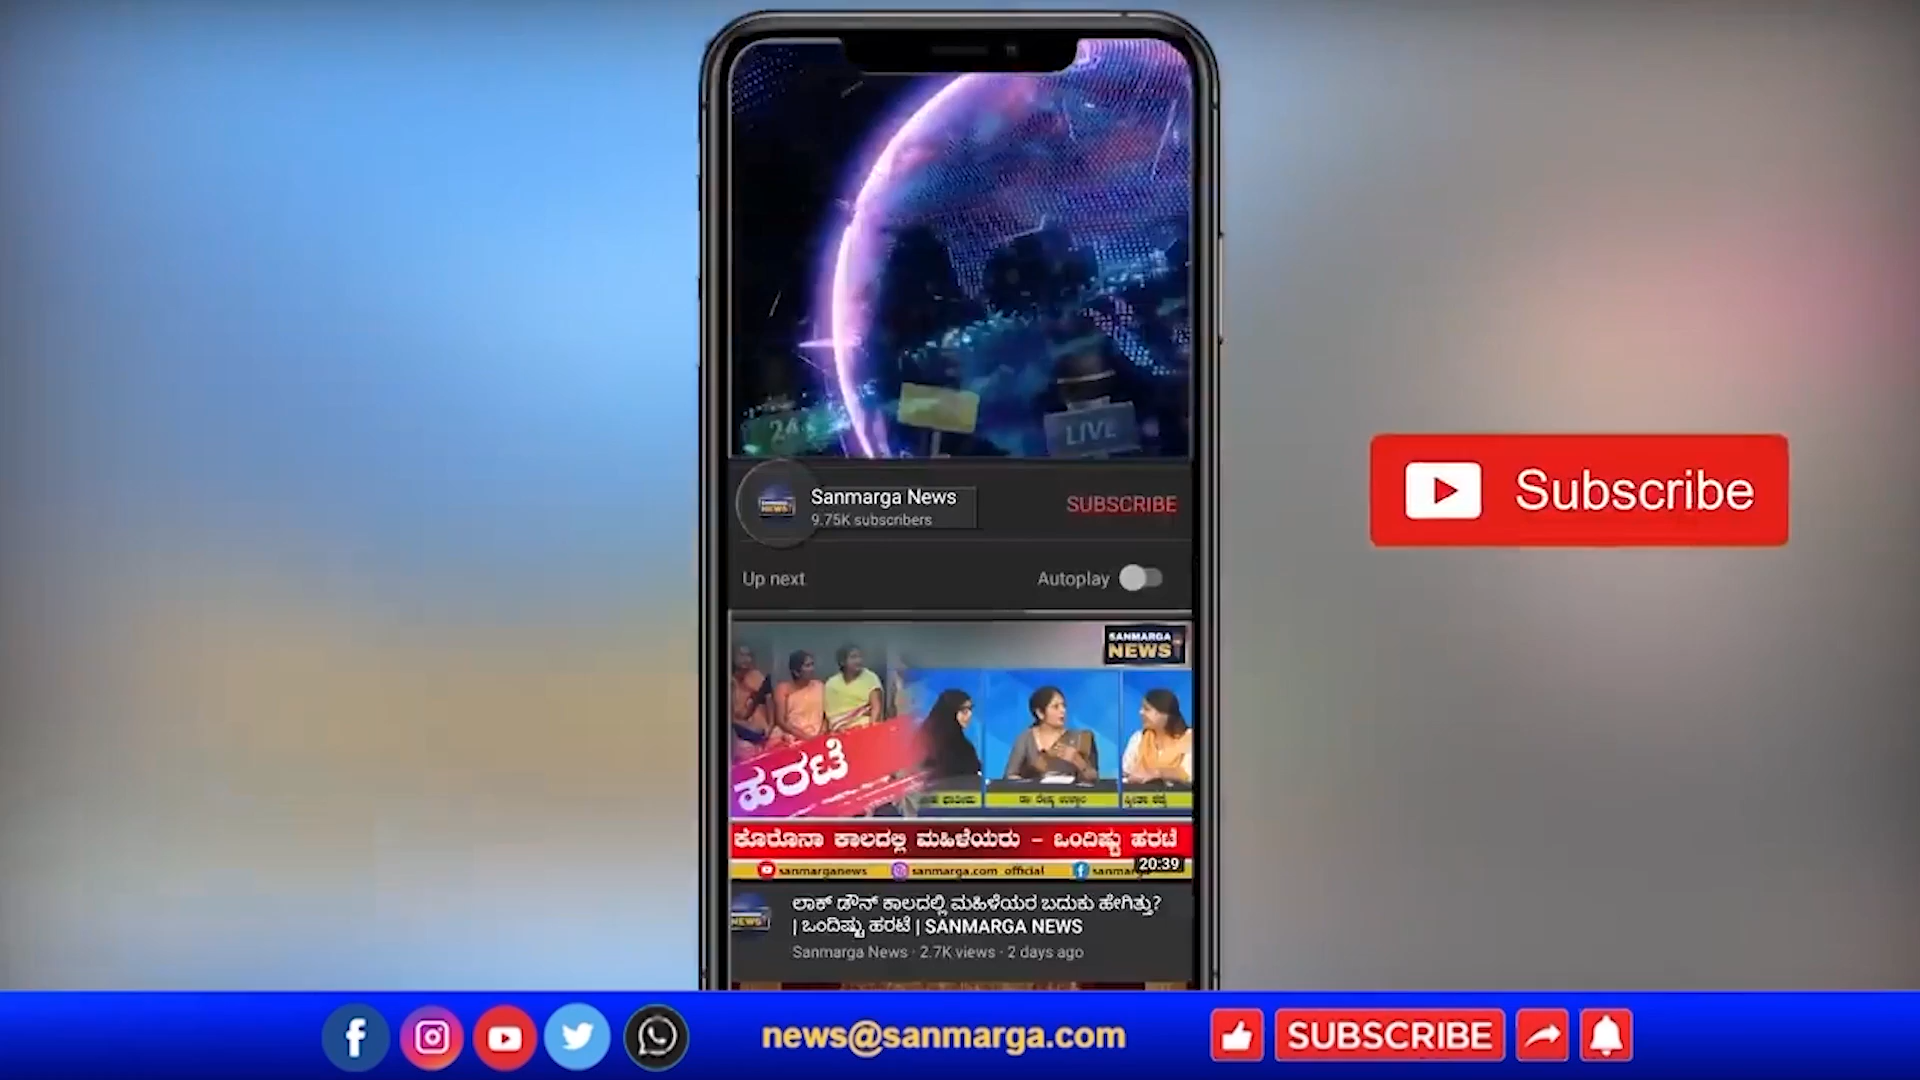 24
LIVE
Sanmarga News
9.75K subscribers
SUBSCRIBE
Subscribe
Up next
Autoplay
SANMARGA
NEWS
ಹರಟೆ
ಕೊರೊನಾ ಕಾಲದಲ್ಲಿ ಮಹಿಳೆಯರು - ಒಂದಿಷ್ಟು ಹರಟೆ
20:39
sanmarganews
sanmarga.com_official
ಲಾಕ್ ಡೌನ್ ಕಾಲದಲ್ಲಿ ಮಹಿಳೆಯರ ಬದುಕು ಹೇಗಿತ್ತು?
| ಒಂದಿಷ್ಟು ಹರಟೆ | SANMARGA NEWS
Sanmarga News · 2.7K views · 2 days ago
NEWS
news@sanmarga.com
SUBSCRIBE